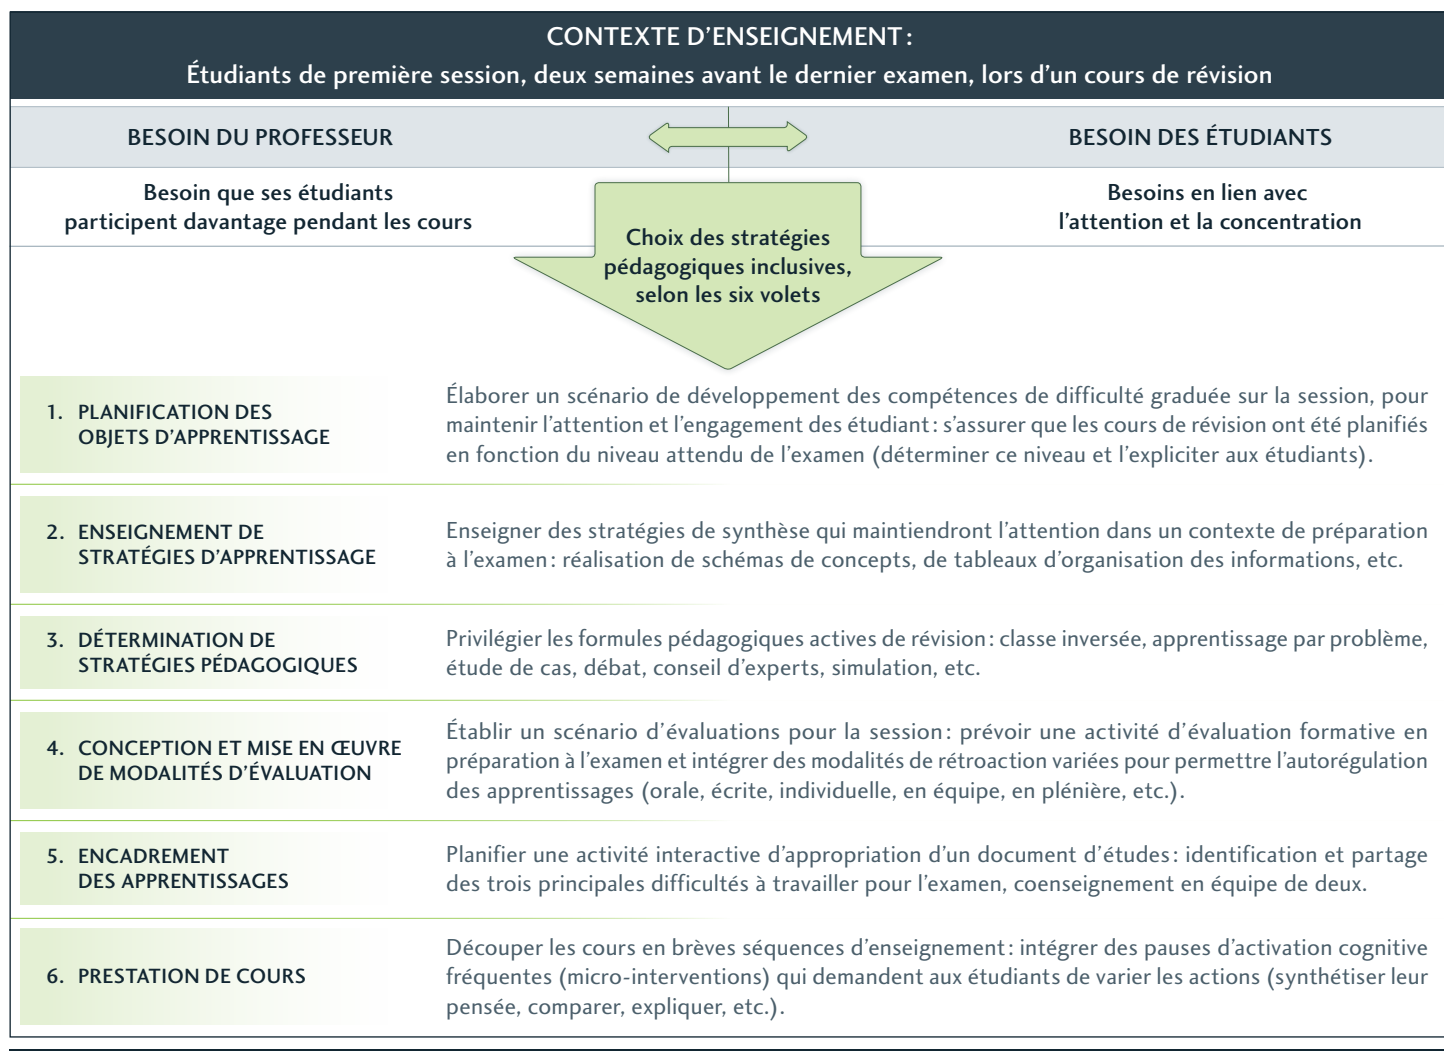 CONTEXTE D’ENSEIGNEMENT :
Étudiants de première session, deux semaines avant le dernier examen, lors d’un cours de révision
BESOIN DU PROFESSEUR
BESOIN DES ÉTUDIANTS
Besoin que ses étudiants
participent davantage pendant les cours
Besoins en lien avec
l’attention et la concentration
Choix des stratégies
pédagogiques inclusives,
selon les six volets
1. PLANIFICATION DES
OBJETS D’APPRENTISSAGE
Élaborer un scénario de développement des compétences de difficulté graduée sur la session, pour
maintenir l’attention et l’engagement des étudiant : s’assurer que les cours de révision ont été planifiés
en fonction du niveau attendu de l’examen (déterminer ce niveau et l’expliciter aux étudiants).
2. ENSEIGNEMENT DE
STRATÉGIES D’APPRENTISSAGE
Enseigner des stratégies de synthèse qui maintiendront l’attention dans un contexte de préparation
à l’examen : réalisation de schémas de concepts, de tableaux d’organisation des informations, etc.
3. DÉTERMINATION DE
STRATÉGIES PÉDAGOGIQUES
Privilégier les formules pédagogiques actives de révision : classe inversée, apprentissage par problème,
étude de cas, débat, conseil d’experts, simulation, etc.
4. CONCEPTION ET MISE EN ŒUVRE
DE MODALITÉS D’ÉVALUATION
Établir un scénario d’évaluations pour la session : prévoir une activité d’évaluation formative en
préparation à l’examen et intégrer des modalités de rétroaction variées pour permettre l’autorégulation
des apprentissages (orale, écrite, individuelle, en équipe, en plénière, etc.).
5. ENCADREMENT
DES APPRENTISSAGES
Planifier une activité interactive d’appropriation d’un document d’études : identification et partage
des trois principales difficultés à travailler pour l’examen, coenseignement en équipe de deux.
6. PRESTATION DE COURS
Découper les cours en brèves séquences d’enseignement : intégrer des pauses d’activation cognitive
fréquentes (micro-interventions) qui demandent aux étudiants de varier les actions (synthétiser leur
pensée, comparer, expliquer, etc.).